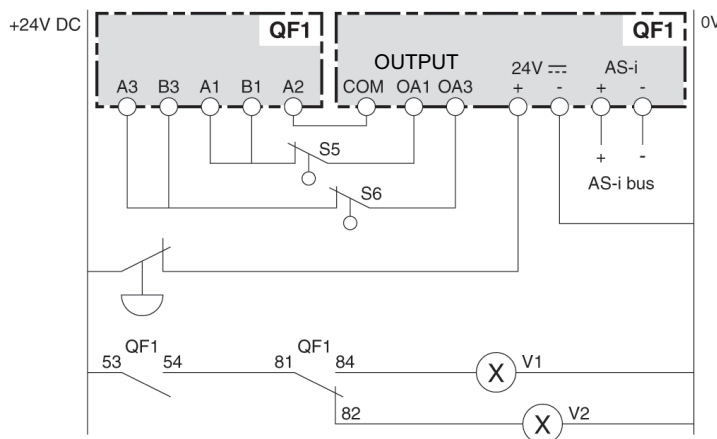 +24V DC
QF1
QF1
0V
OUTPUT
24V
AS-i
A3 B3 A1 B1 A2 COM OA1 OA3 + - + -
S5
+ -
AS-i bus
S6
QF1
53 54
QF1
81 84
X V1
82
X V2